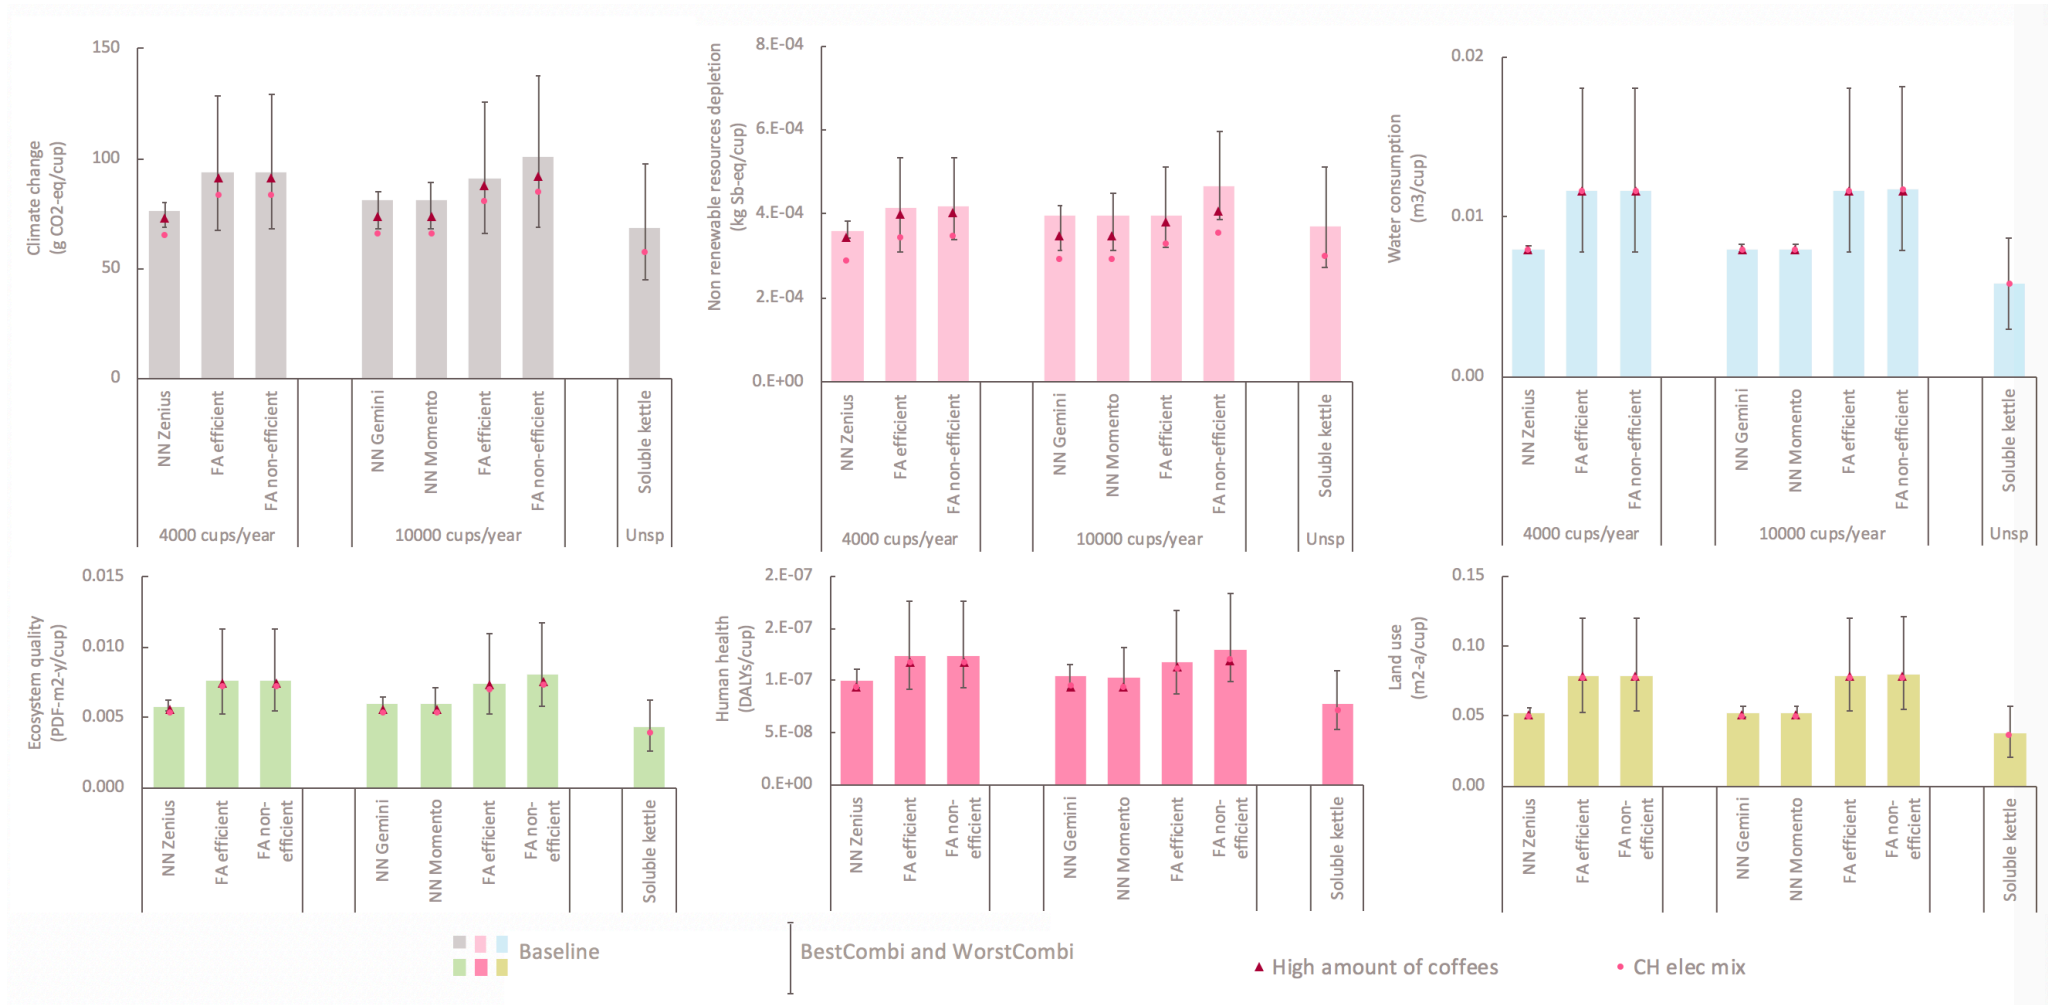 Climate change
(g CO2-eq/cup)
150
100
50
0
NN Zenius
FA efficient
FA non-efficient
NN Gemini
NN Momento
FA efficient
FA non-efficient
Soluble kettle
4000 cups/year
10000 cups/year
Unsp
Non renewable resources depletion
(kg Sb-eq/cup)
8.E-04
6.E-04
4.E-04
2.E-04
0.E+00
NN Zenius
FA efficient
FA non-efficient
NN Gemini
NN Momento
FA efficient
FA non-efficient
Soluble kettle
4000 cups/year
10000 cups/year
Unsp
Water consumption
(m3/cup)
0.02
0.01
0.00
NN Zenius
FA efficient
FA non-efficient
NN Gemini
NN Momento
FA efficient
FA non-efficient
Soluble kettle
4000 cups/year
10000 cups/year
Unsp
Ecosystem quality
(PDF-m2-y/cup)
0.015
0.010
0.005
0.000
NN Zenius
FA efficient
FA non-
efficient
NN Gemini
NN Momento
FA efficient
FA non-
efficient
Soluble kettle
Human health
(DALYs/cup)
2.E-07
2.E-07
1.E-07
5.E-08
0.E+00
NN Zenius
FA efficient
FA non-
efficient
NN Gemini
NN Momento
FA efficient
FA non-
efficient
Soluble kettle
Land use
(m2-a/cup)
0.15
0.10
0.05
0.00
NN Zenius
FA efficient
FA non-
efficient
NN Gemini
NN Momento
FA efficient
FA non-
efficient
Soluble kettle
Baseline
BestCombi and WorstCombi
High amount of coffees
CH elec mix